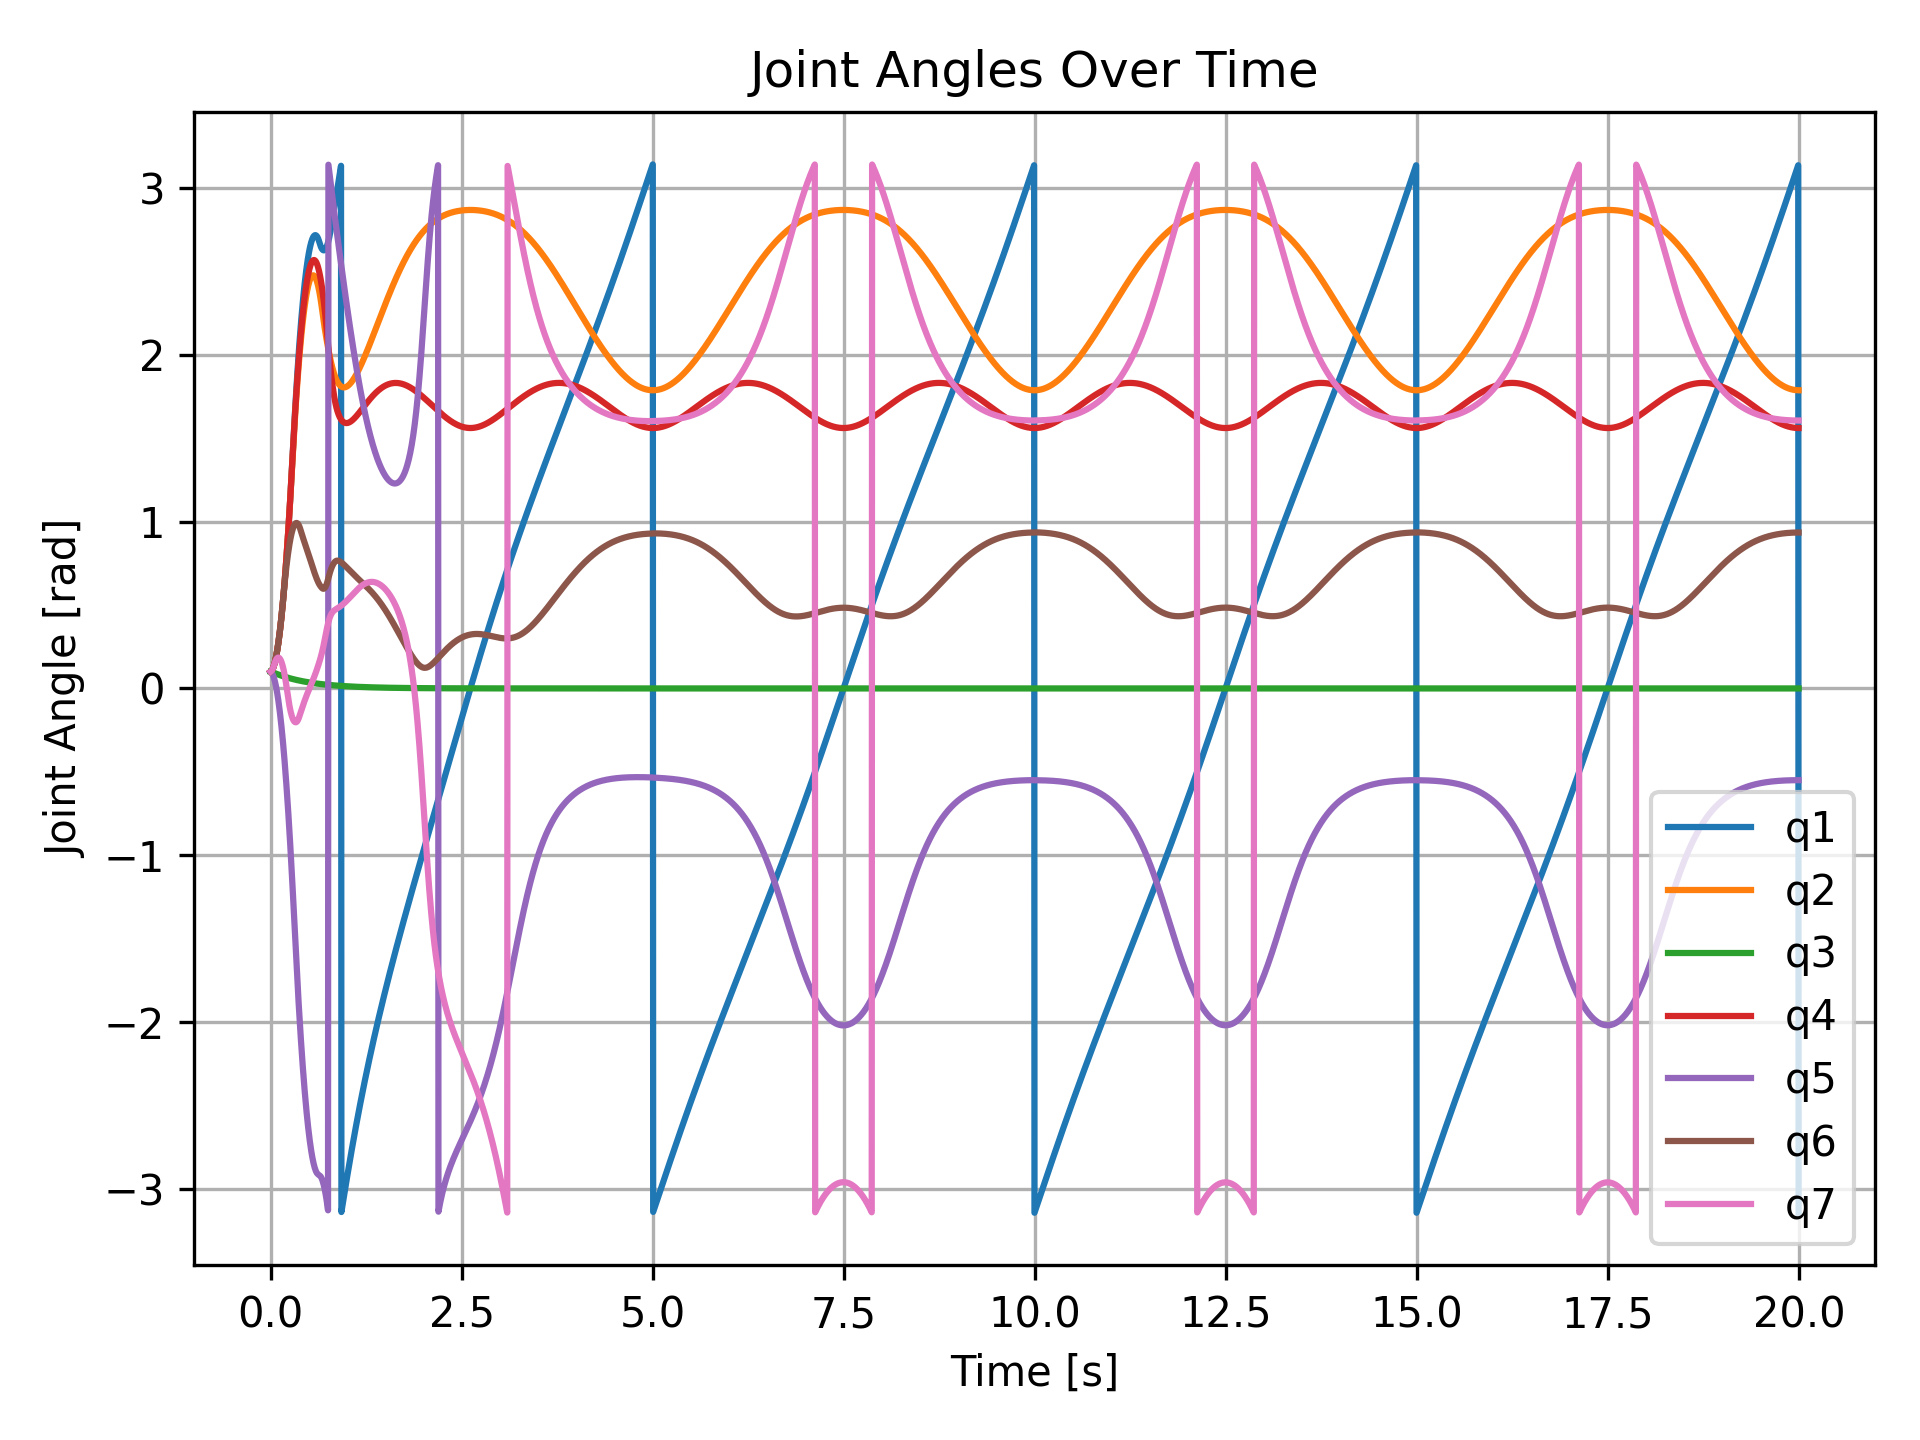 Joint Angles Over Time
Joint Angle [rad]
3
2
1
0
−1
−2
−3
0.0 2.5 5.0 7.5 10.0 12.5 15.0 17.5 20.0
Time [s]
q1
q2
q3
q4
q5
q6
q7